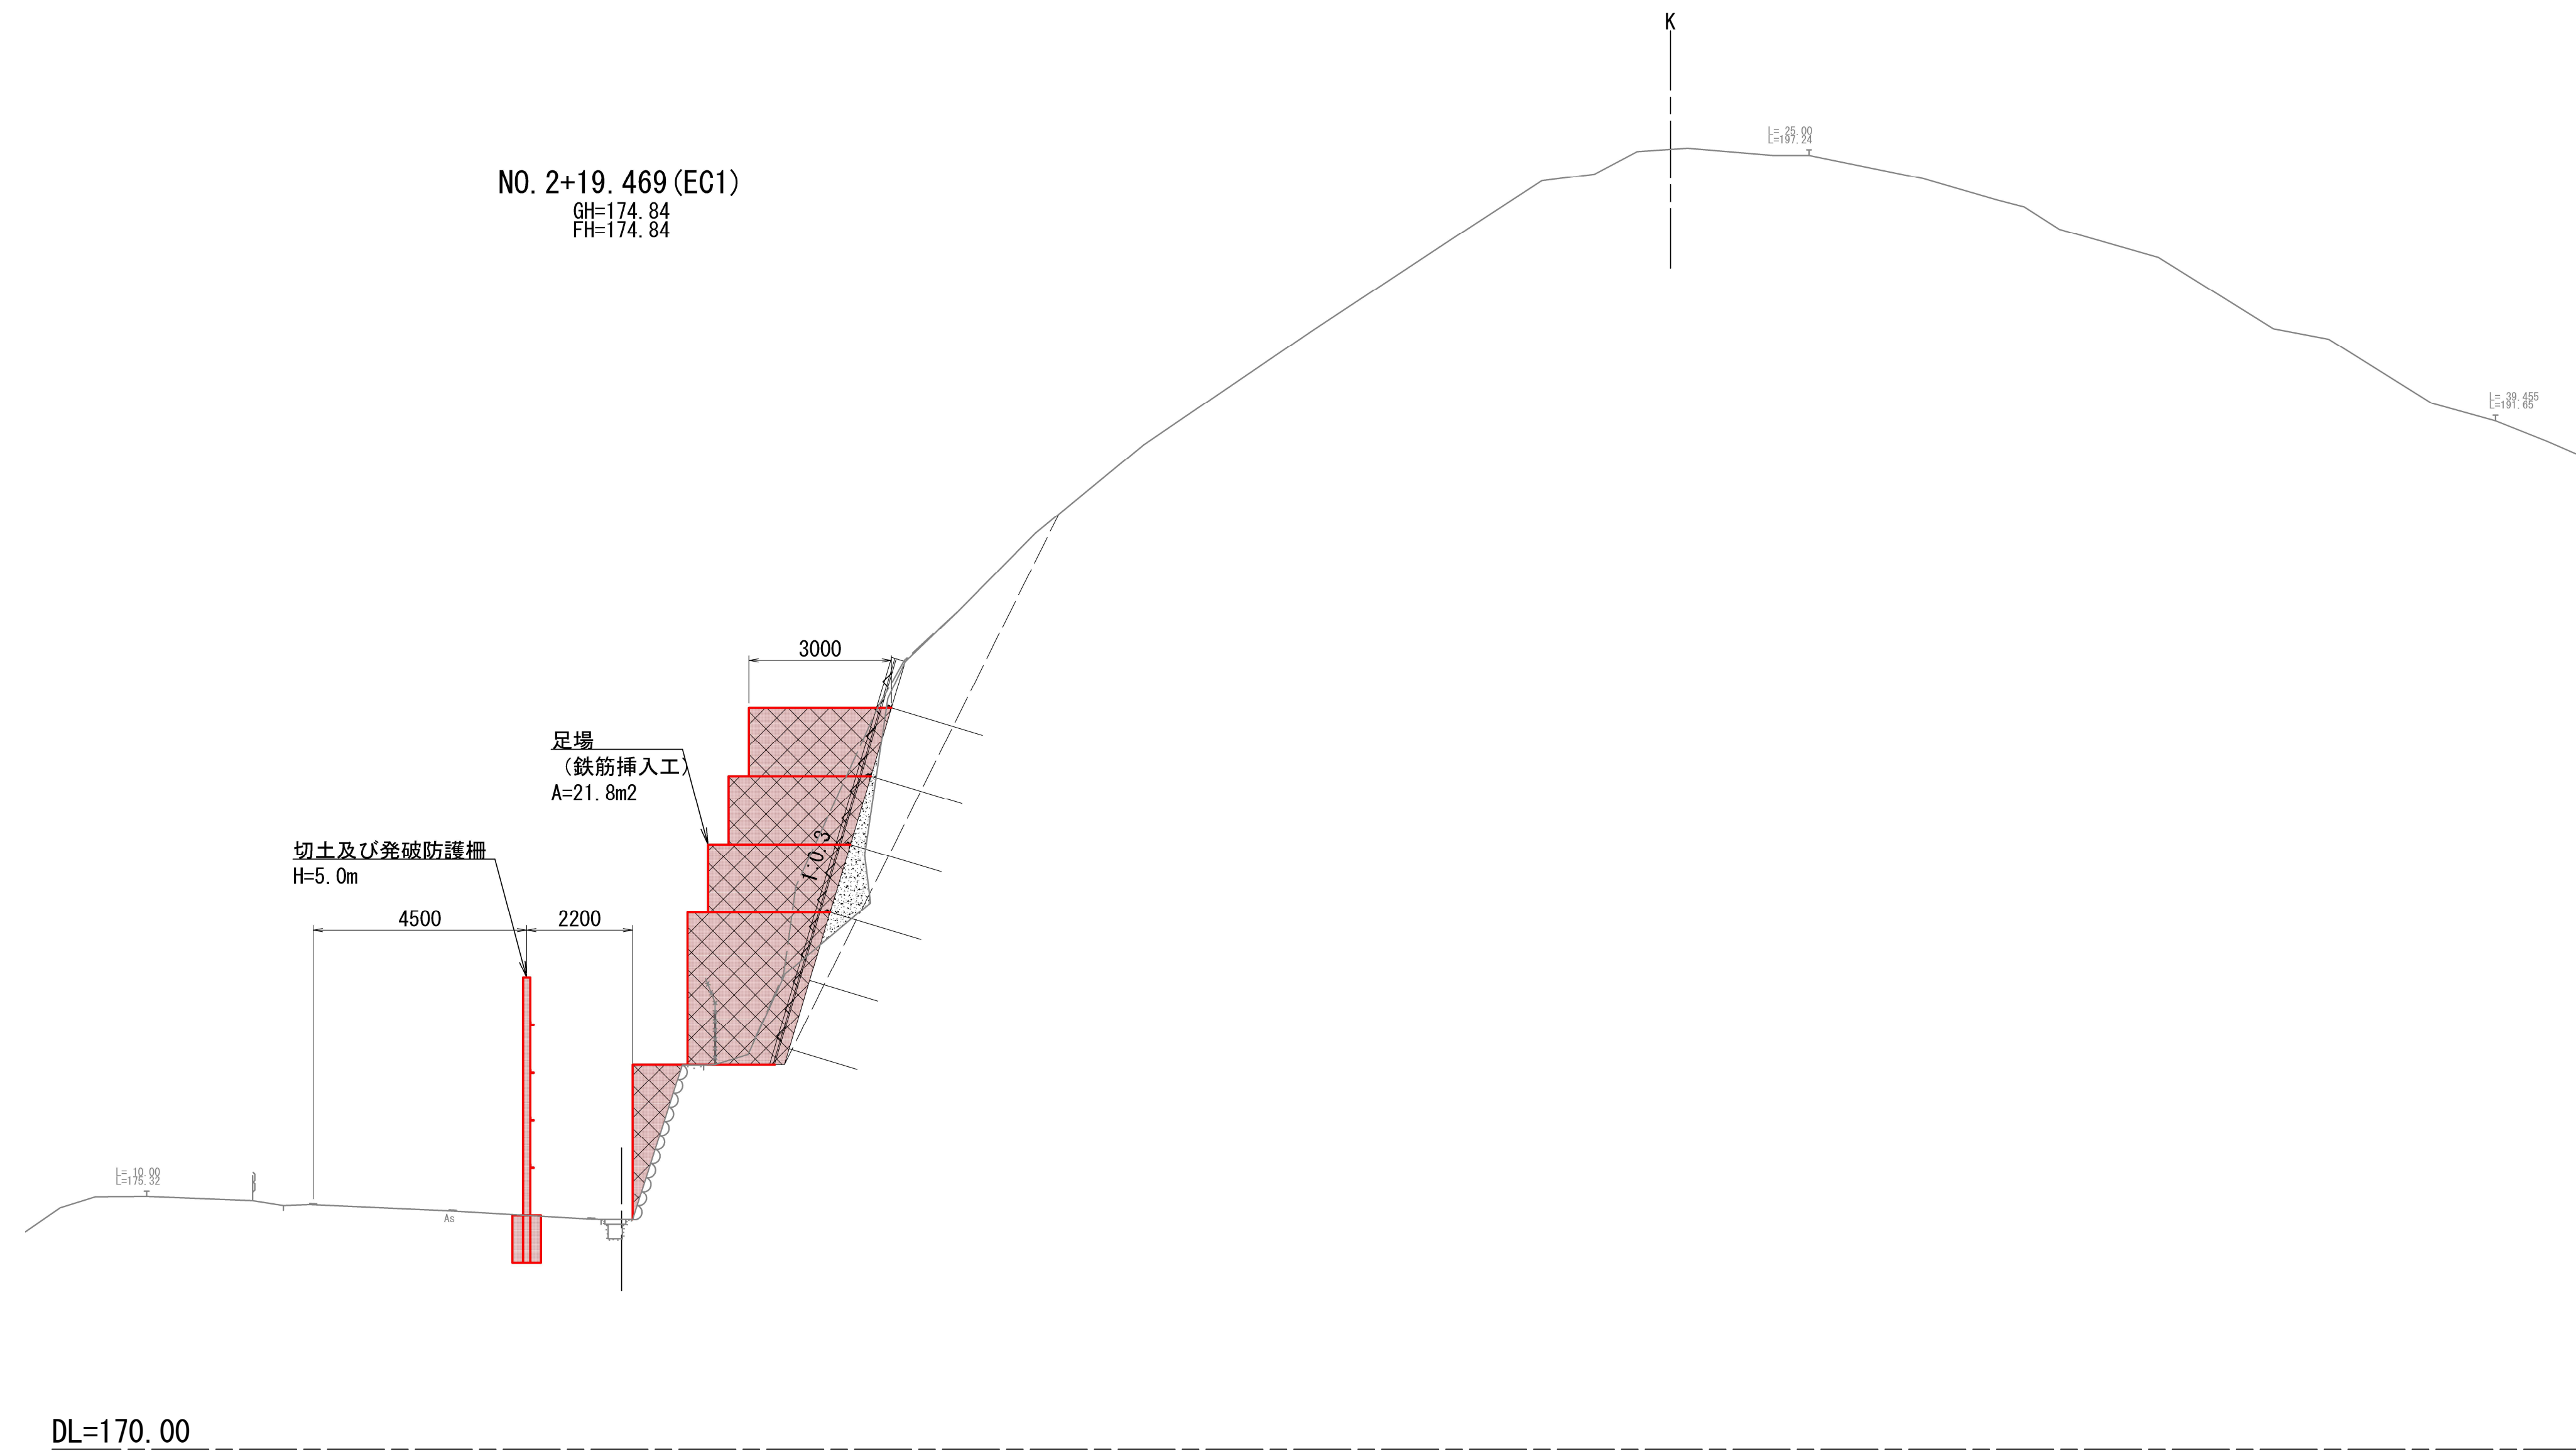 K
L= 25.00
L=197.24
NO.2+19.469(EC1)
GH=174.84
FH=174.84
L= 39.455
L=191.65
3000
足場
（鉄筋挿入工）
A=21.8m2
1:0.3
切土及び発破防護柵
H=5.0m
4500
2200
L= 10.00
L=175.32
As
DL=170.00